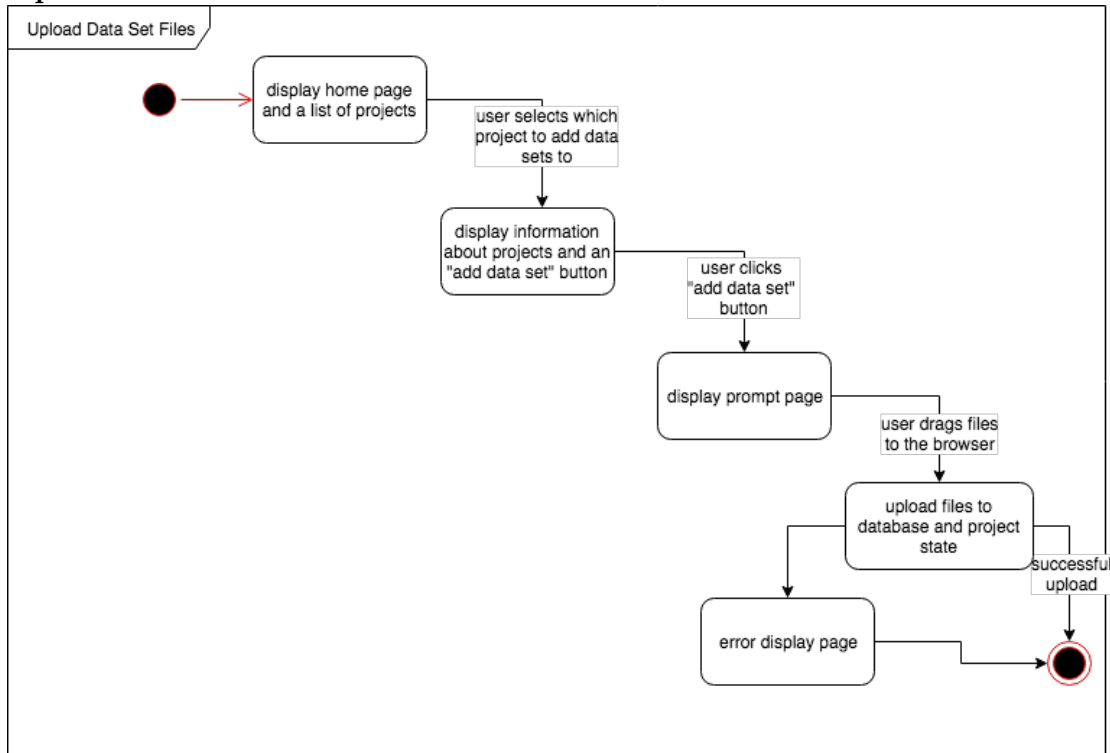 Upload Data Set Files
display home page
and a list of projects
user selects which
project to add data
sets to
display information
about projects and an
"add data set" button
user clicks
"add data set"
button
display prompt page
user drags files
to the browser
upload files to
database and project
state
successful
upload
error display page